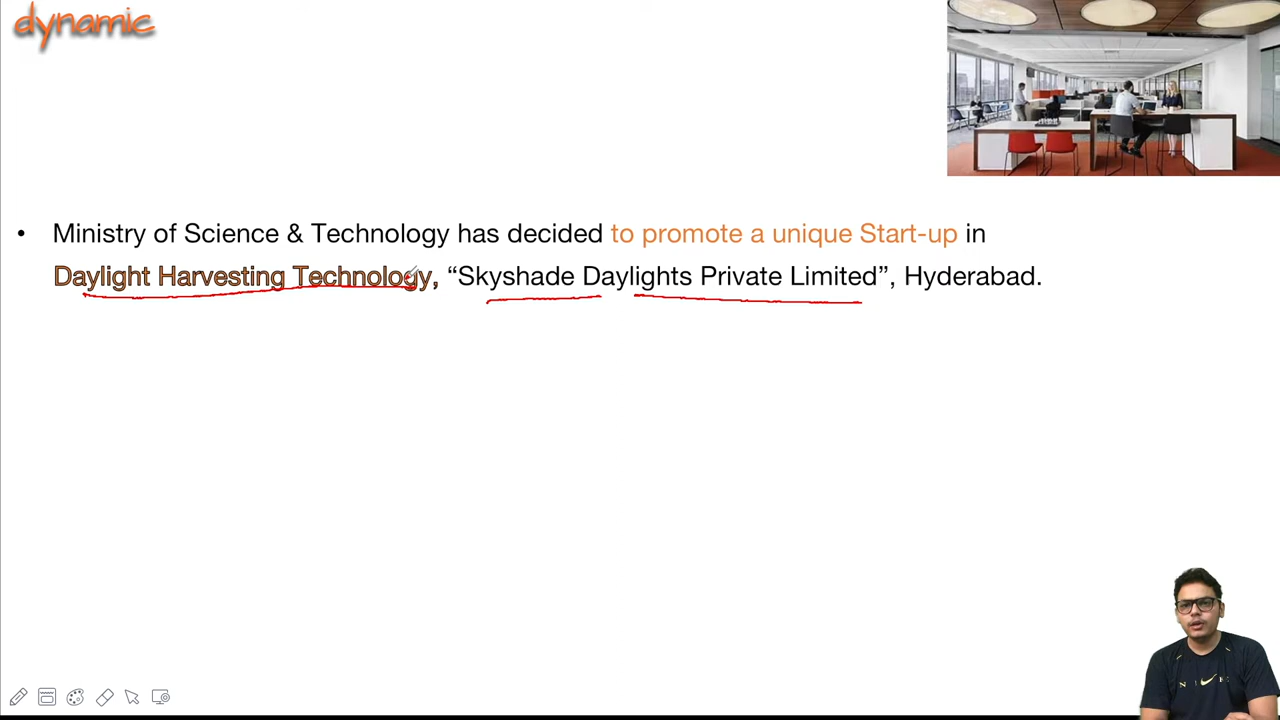 dynamic
• Ministry of Science & Technology has decided to promote a unique Start-up in
Daylight Harvesting Technology, “Skyshade Daylights Private Limited”, Hyderabad.